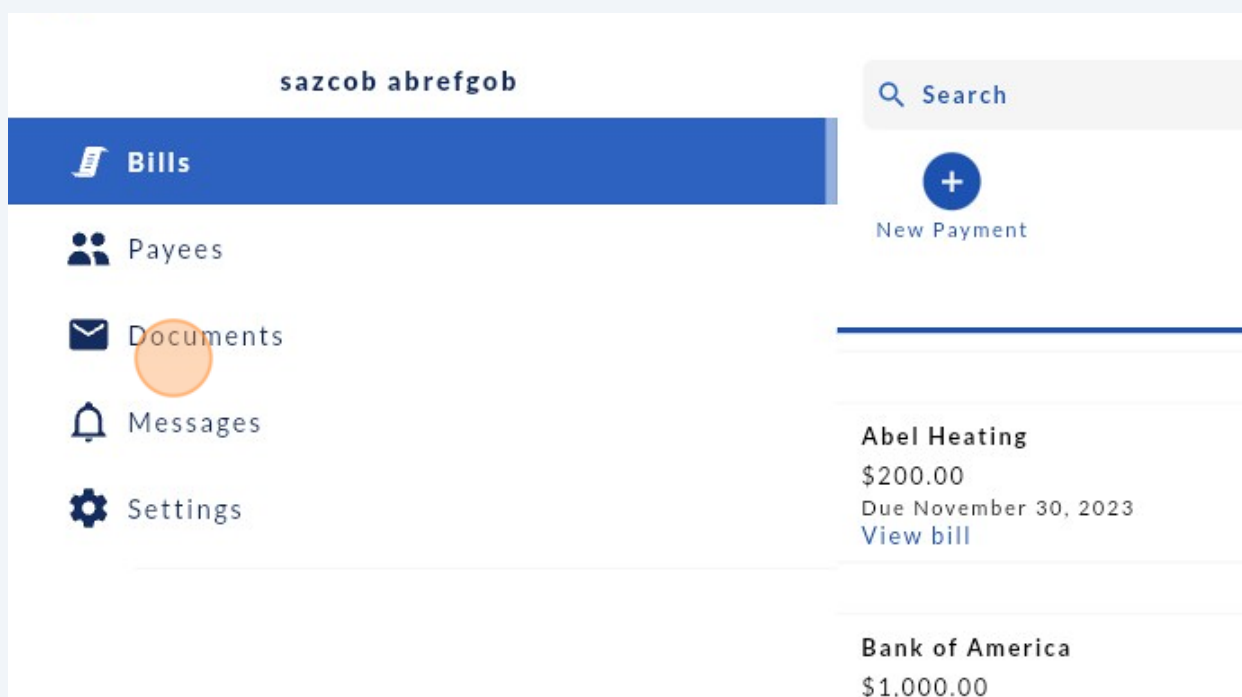 sazcob abrefgob
Bills
Payees
Documents
Messages
Settings
Search
New Payment
Abel Heating
$200.00
Due November 30, 2023
View bill
Bank of America
$1,000.00